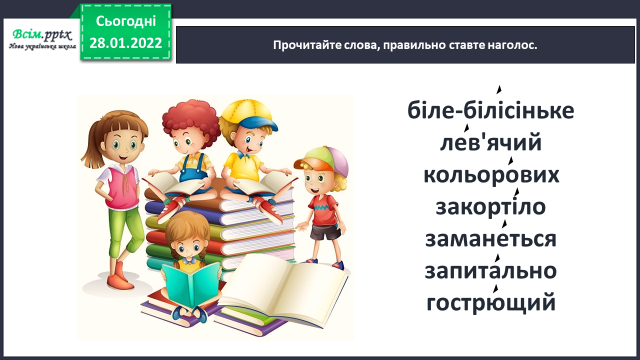 Всім.pptx
Нова українська школа
Сьогодні
28.01.2022
Прочитайте слова, правильно ставте наголос.
біле-білісіньке
лев'ячий
кольорових
закортіло
заманеться
запитально
гострющий